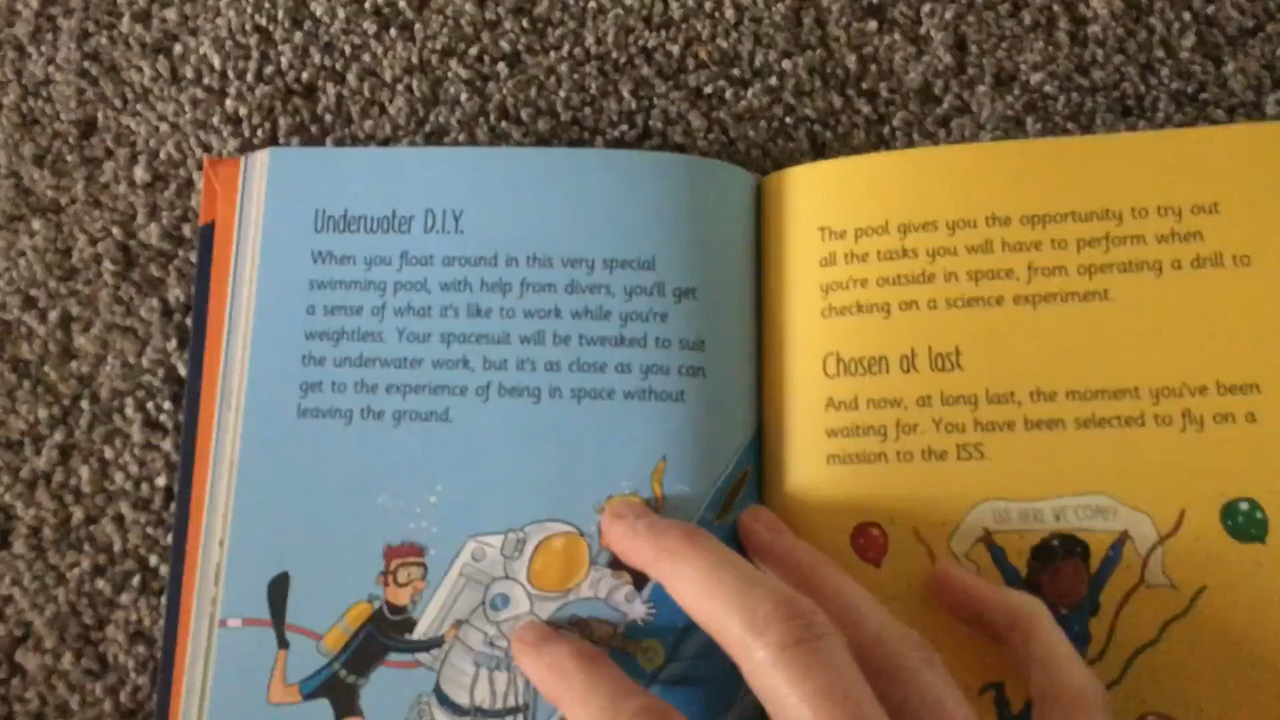 Underwater D.I.Y.
When you float around in this very special
swimming pool, with help from divers, you'll get
a sense of what it's like to work while you're
weightless. Your spacesuit will be tweaked to suit
the underwater work, but it's as close as you can
get to the experience of being in space without
leaving the ground.
The pool gives you the opportunity to try out
all the tasks you will have to perform when
you're outside in space, from operating a drill to
checking on a science experiment.
Chosen at last
And now, at long last, the moment you've been
waiting for. You have been selected to fly on a
mission to the ISS.
HERE WE COME!